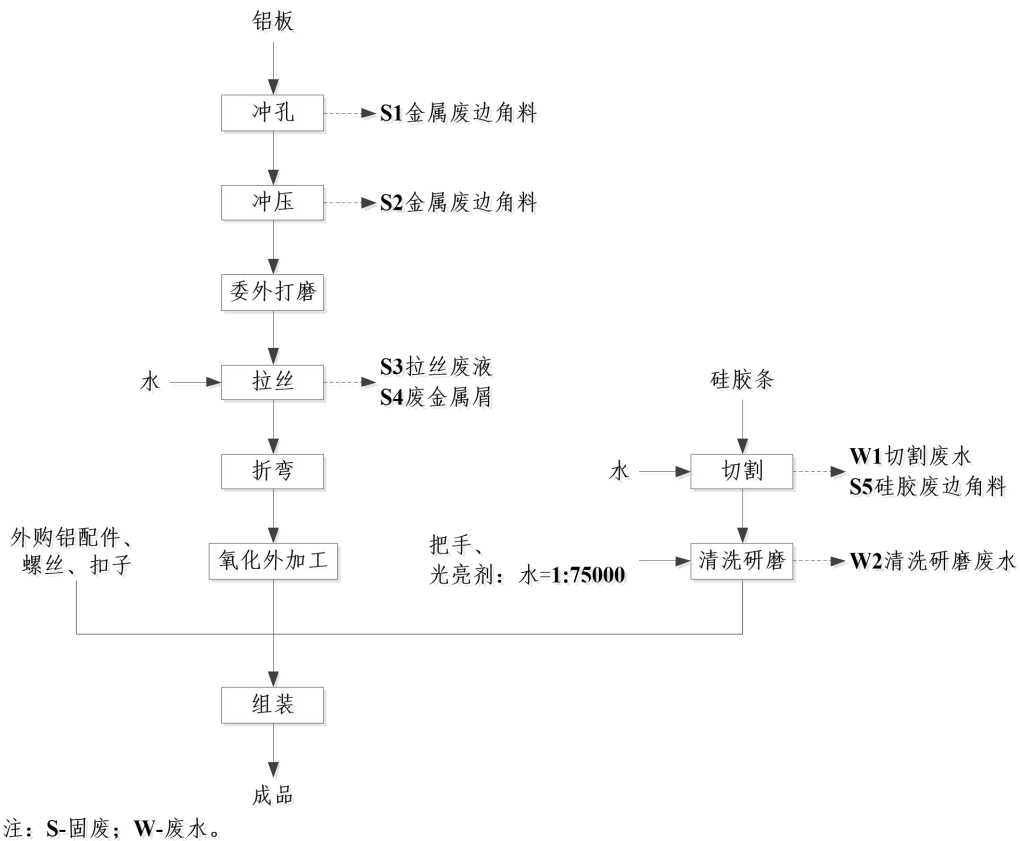 铝板
冲孔
S1金属废边角料
冲压
S2金属废边角料
委外打磨
水
拉丝
S3拉丝废液
S4废金属屑
折弯
氧化外加工
硅胶条
水
切割
W1切割废水
S5硅胶废边角料
把手、
光亮剂：水=1:75000
清洗研磨
W2清洗研磨废水
外购铝配件、
螺丝、扣子
组装
成品
注：S-固废；W-废水。